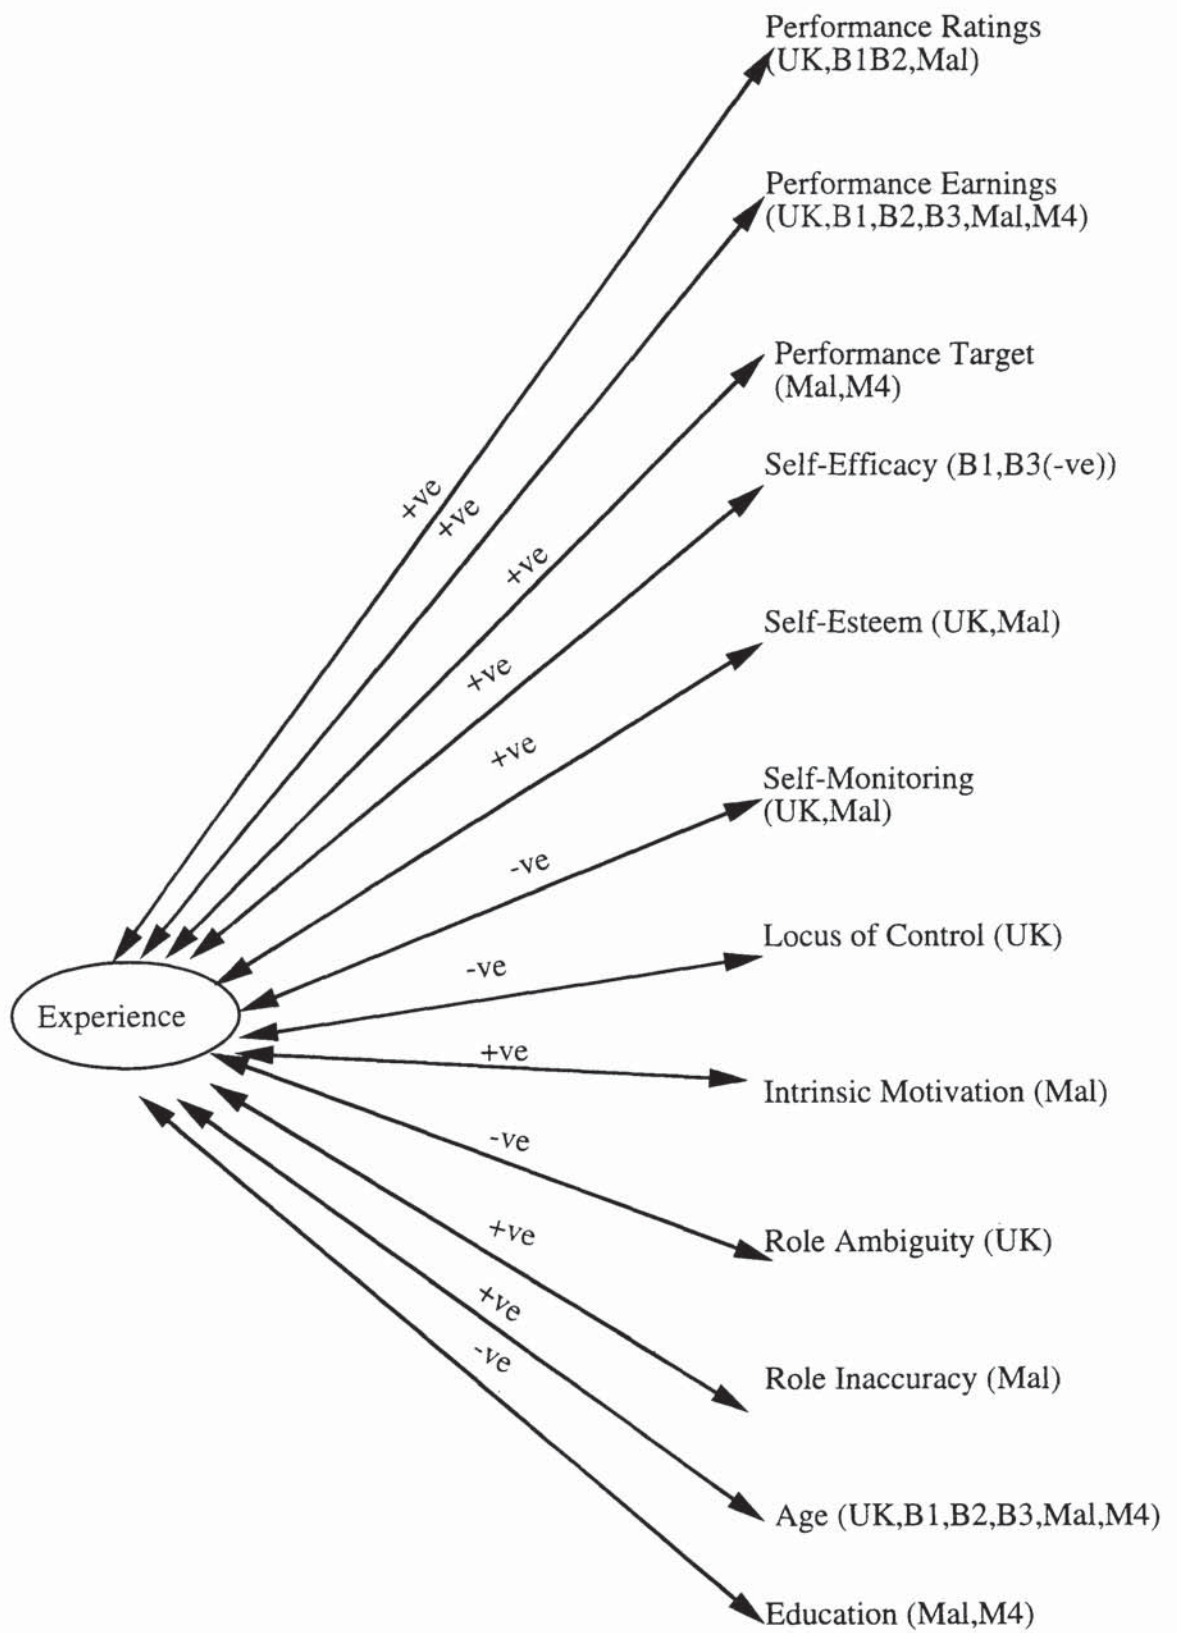 Performance Ratings
(UK,B1B2,Mal)
Performance Earnings
(UK,B1,B2,B3,Mal,M4)
Performance Target
(Mal,M4)
Self-Efficacy (B1,B3(-ve))
+ve
+ve
+ve
Self-Esteem (UK,Mal)
+ve
+ve
Self-Monitoring
(UK,Mal)
-ve
Locus of Control (UK)
-ve
Experience
+ve
Intrinsic Motivation (Mal)
-ve
+ve
Role Ambiguity (UK)
+ve
-ve
Role Inaccuracy (Mal)
Age (UK,B1,B2,B3,Mal,M4)
Education (Mal,M4)